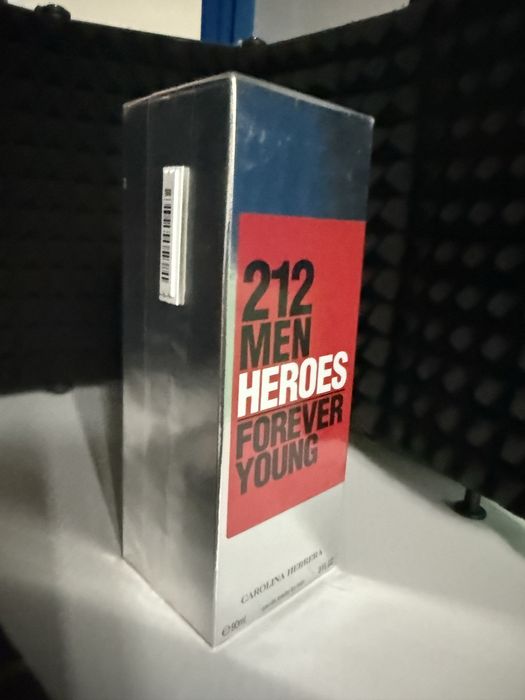 212
MEN
HEROES
FOREVER
YOUNG
CAROLINA HERRERA
℮90ml